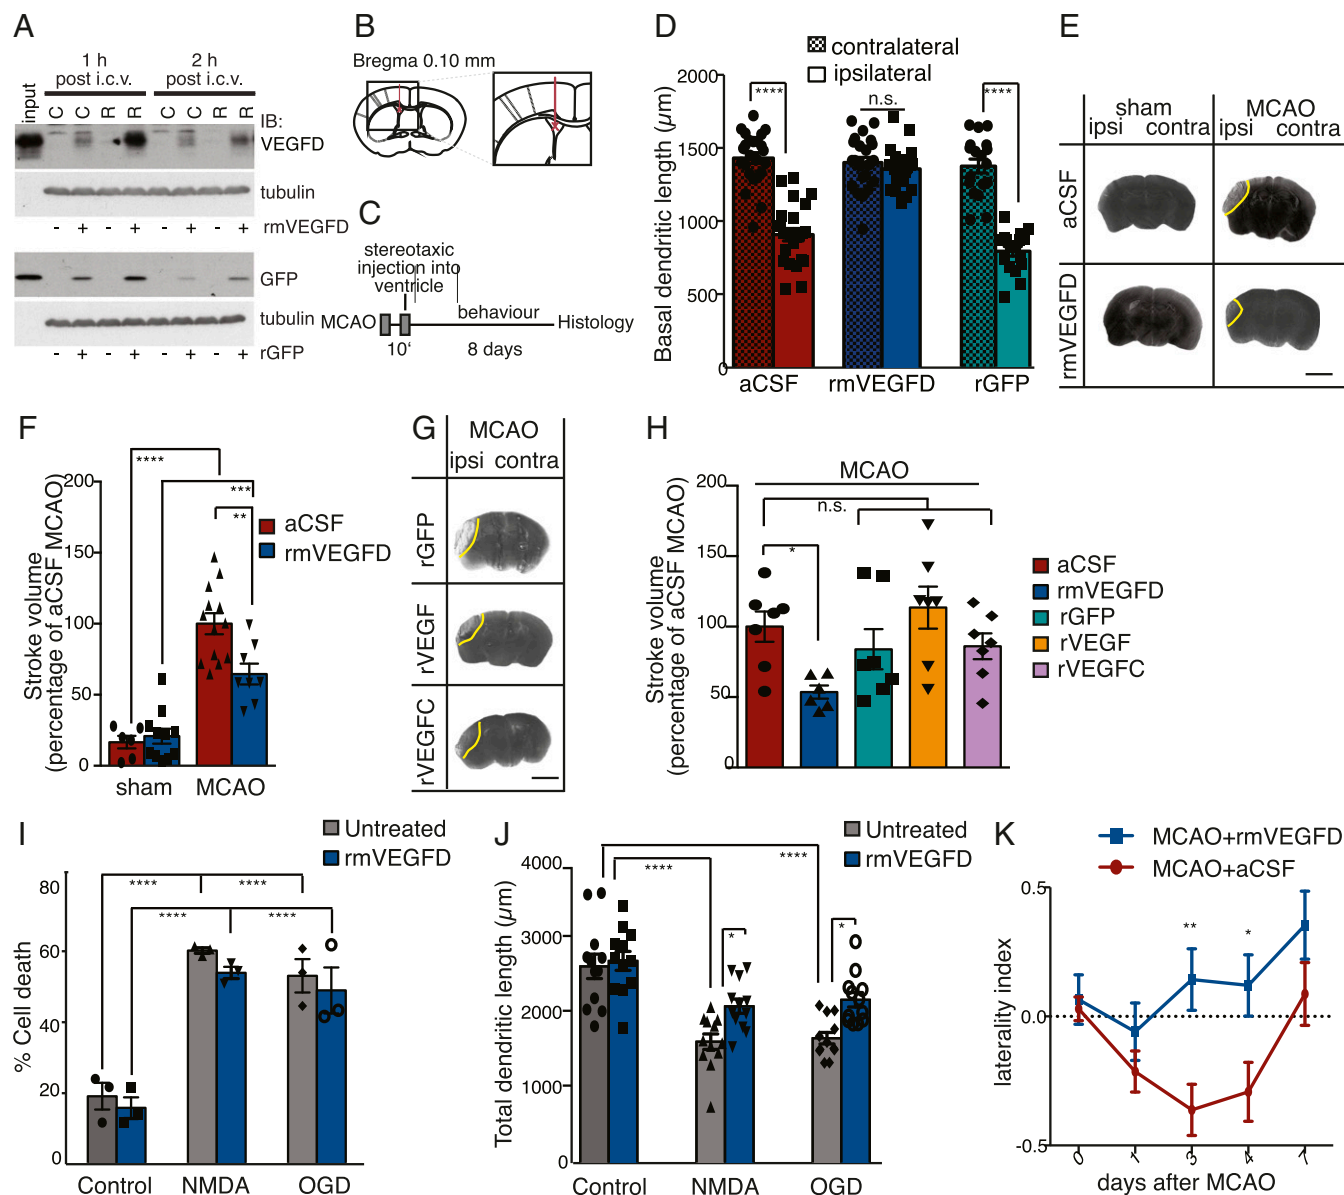 A
1 h
post i.c.v.
2 h
post i.c.v.
input
C C R R C C R R
IB:
VEGFD
tubulin
- + - + - + - + rmVEGFD
GFP
tubulin
- + - + - + - + rGFP
B
Bregma 0.10 mm
C
stereotaxic
injection into
ventricle
behaviour
MCAO
Histology
10‘
8 days
D
contralateral
ipsilateral
Basal dendritic length (µm)
2000
1500
1000
500
0
****
n.s.
****
aCSF rmVEGFD rGFP
E
sham MCAO
ipsi contra ipsi contra
aCSF
rmVEGFD
F
Stroke volume
(percentage of aCSF MCAO)
200
150
100
50
0
****
***
**
aCSF
rmVEGFD
sham MCAO
G
MCAO
ipsi contra
rGFP
rVEGF
rVEGFC
H
MCAO
Stroke volume
(percentage of aCSF MCAO)
200
150
100
50
0
n.s.
*
aCSF
rmVEGFD
rGFP
rVEGF
rVEGFC
I
Untreated
rmVEGFD
% Cell death
80
60
40
20
0
**** ****
**** ****
Control NMDA OGD
J
Untreated
rmVEGFD
Total dendritic length (µm)
4000
3000
2000
1000
0
****
****
*
*
Control NMDA OGD
K
MCAO+rmVEGFD
MCAO+aCSF
laterality index
0.5
0.0
-0.5
**
*
0 1 3 4 7
days after MCAO